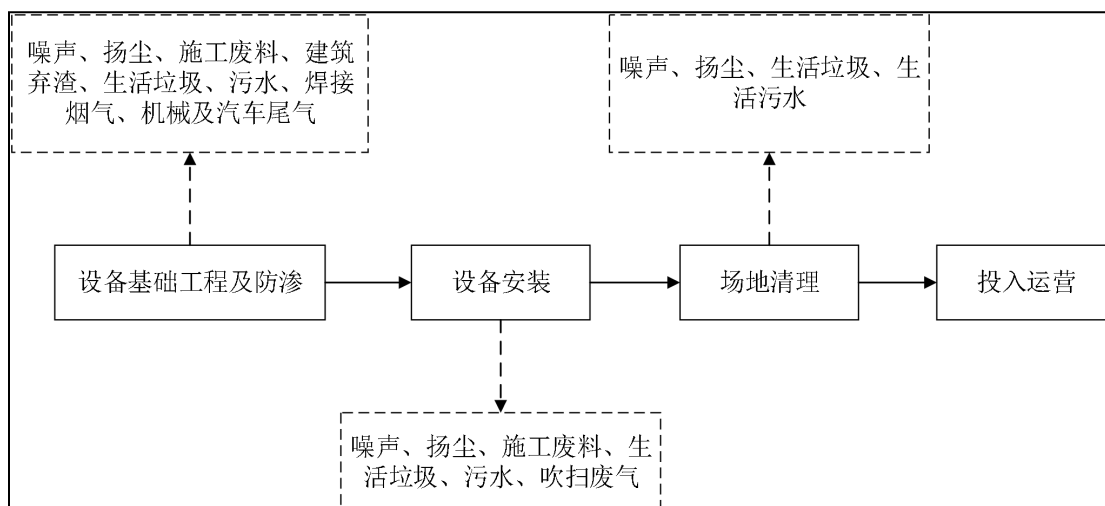 噪声、扬尘、施工废料、建筑
弃渣、生活垃圾、污水、焊接
烟气、机械及汽车尾气
噪声、扬尘、生活垃圾、生
活污水
设备基础工程及防渗
设备安装
场地清理
投入运营
噪声、扬尘、施工废料、生
活垃圾、污水、吹扫废气